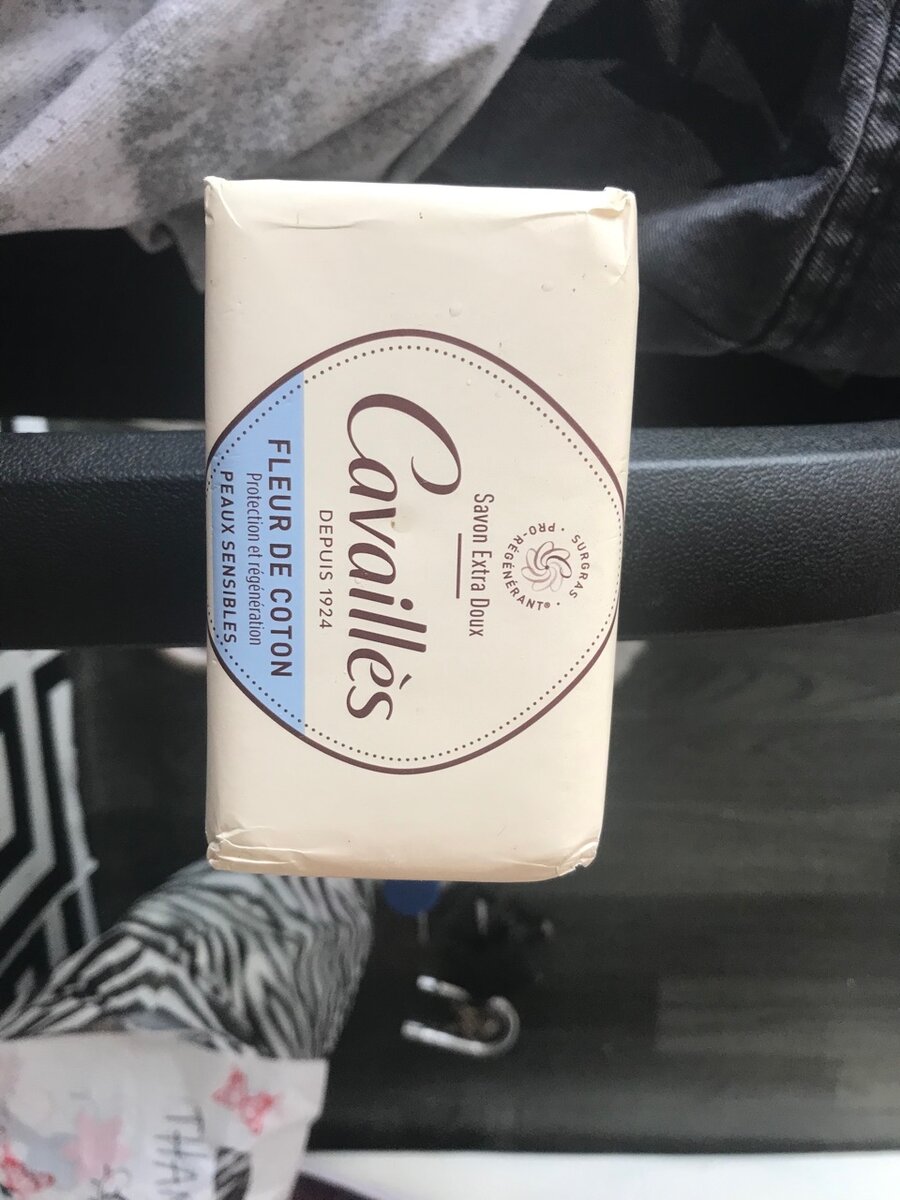 SURGRAS
PRO-RÉGÉNÉRANT®
Savon Extra Doux
Cavaillès
DEPUIS 1924
FLEUR DE COTON
Protection et régénération
PEAUX SENSIBLES